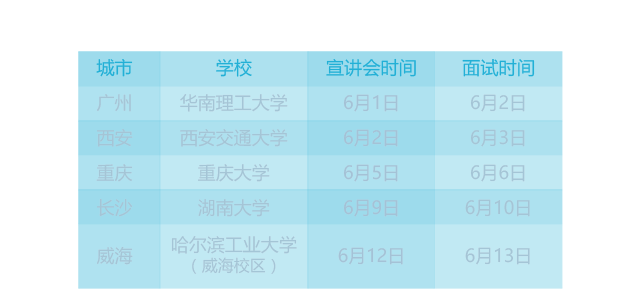 城市 学校 宣讲会时间 面试时间
广州 华南理工大学 6月1日 6月2日
西安 西安交通大学 6月2日 6月3日
重庆 重庆大学 6月5日 6月6日
长沙 湖南大学 6月9日 6月10日
威海 哈尔滨工业大学 6月12日 6月13日
（威海校区）